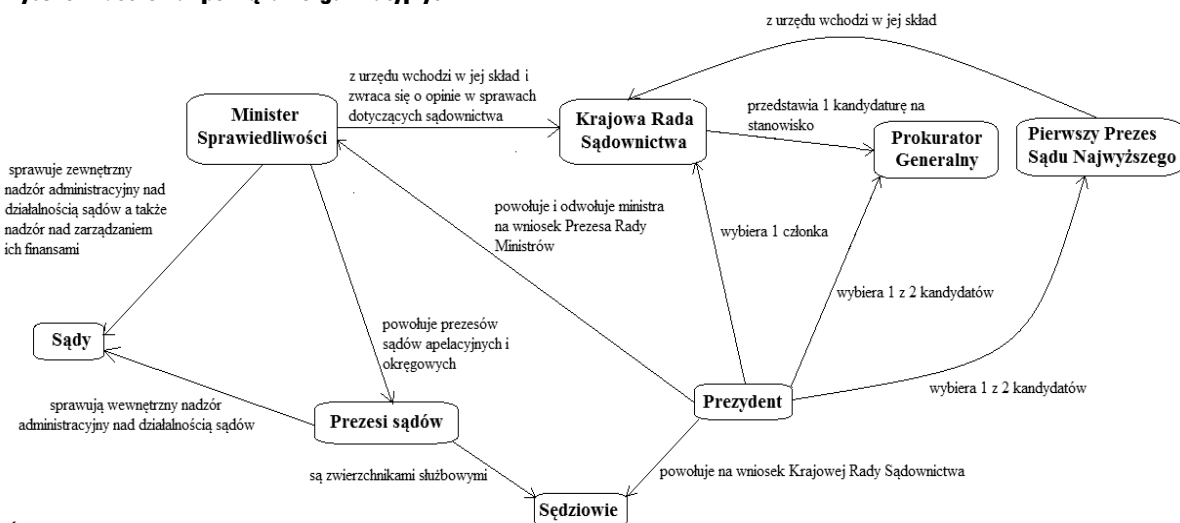 z urzędu wchodzi w jej skład
z urzędu wchodzi w jej skład i
zwraca się o opinie w sprawach
dotyczących sądownictwa
Minister
Sprawiedliwości
Krajowa Rada
Sądownictwa
przedstawia 1 kandydaturę na
stanowisko
Prokurator
Generalny
Pierwszy Prezes
Sądu Najwyższego
sprawuje zewnętrzny
nadzór administracyjny nad
działalnością sądów a także
nadzór nad zarządzaniem
ich finansami
powołuje i odwołuje ministra
na wniosek Prezesa Rady
Ministrów
wybiera 1 członka
wybiera 1 z 2 kandydatów
Sądy
powołuje prezesów
sądów apelacyjnych i
okręgowych
wybiera 1 z 2 kandydatów
sprawują wewnętrzny nadzór
administracyjny nad działalnością sądów
Prezesi sądów
Prezydent
są zwierzchnikami służbowymi
powołuje na wniosek Krajowej Rady Sądownictwa
Sędziowie